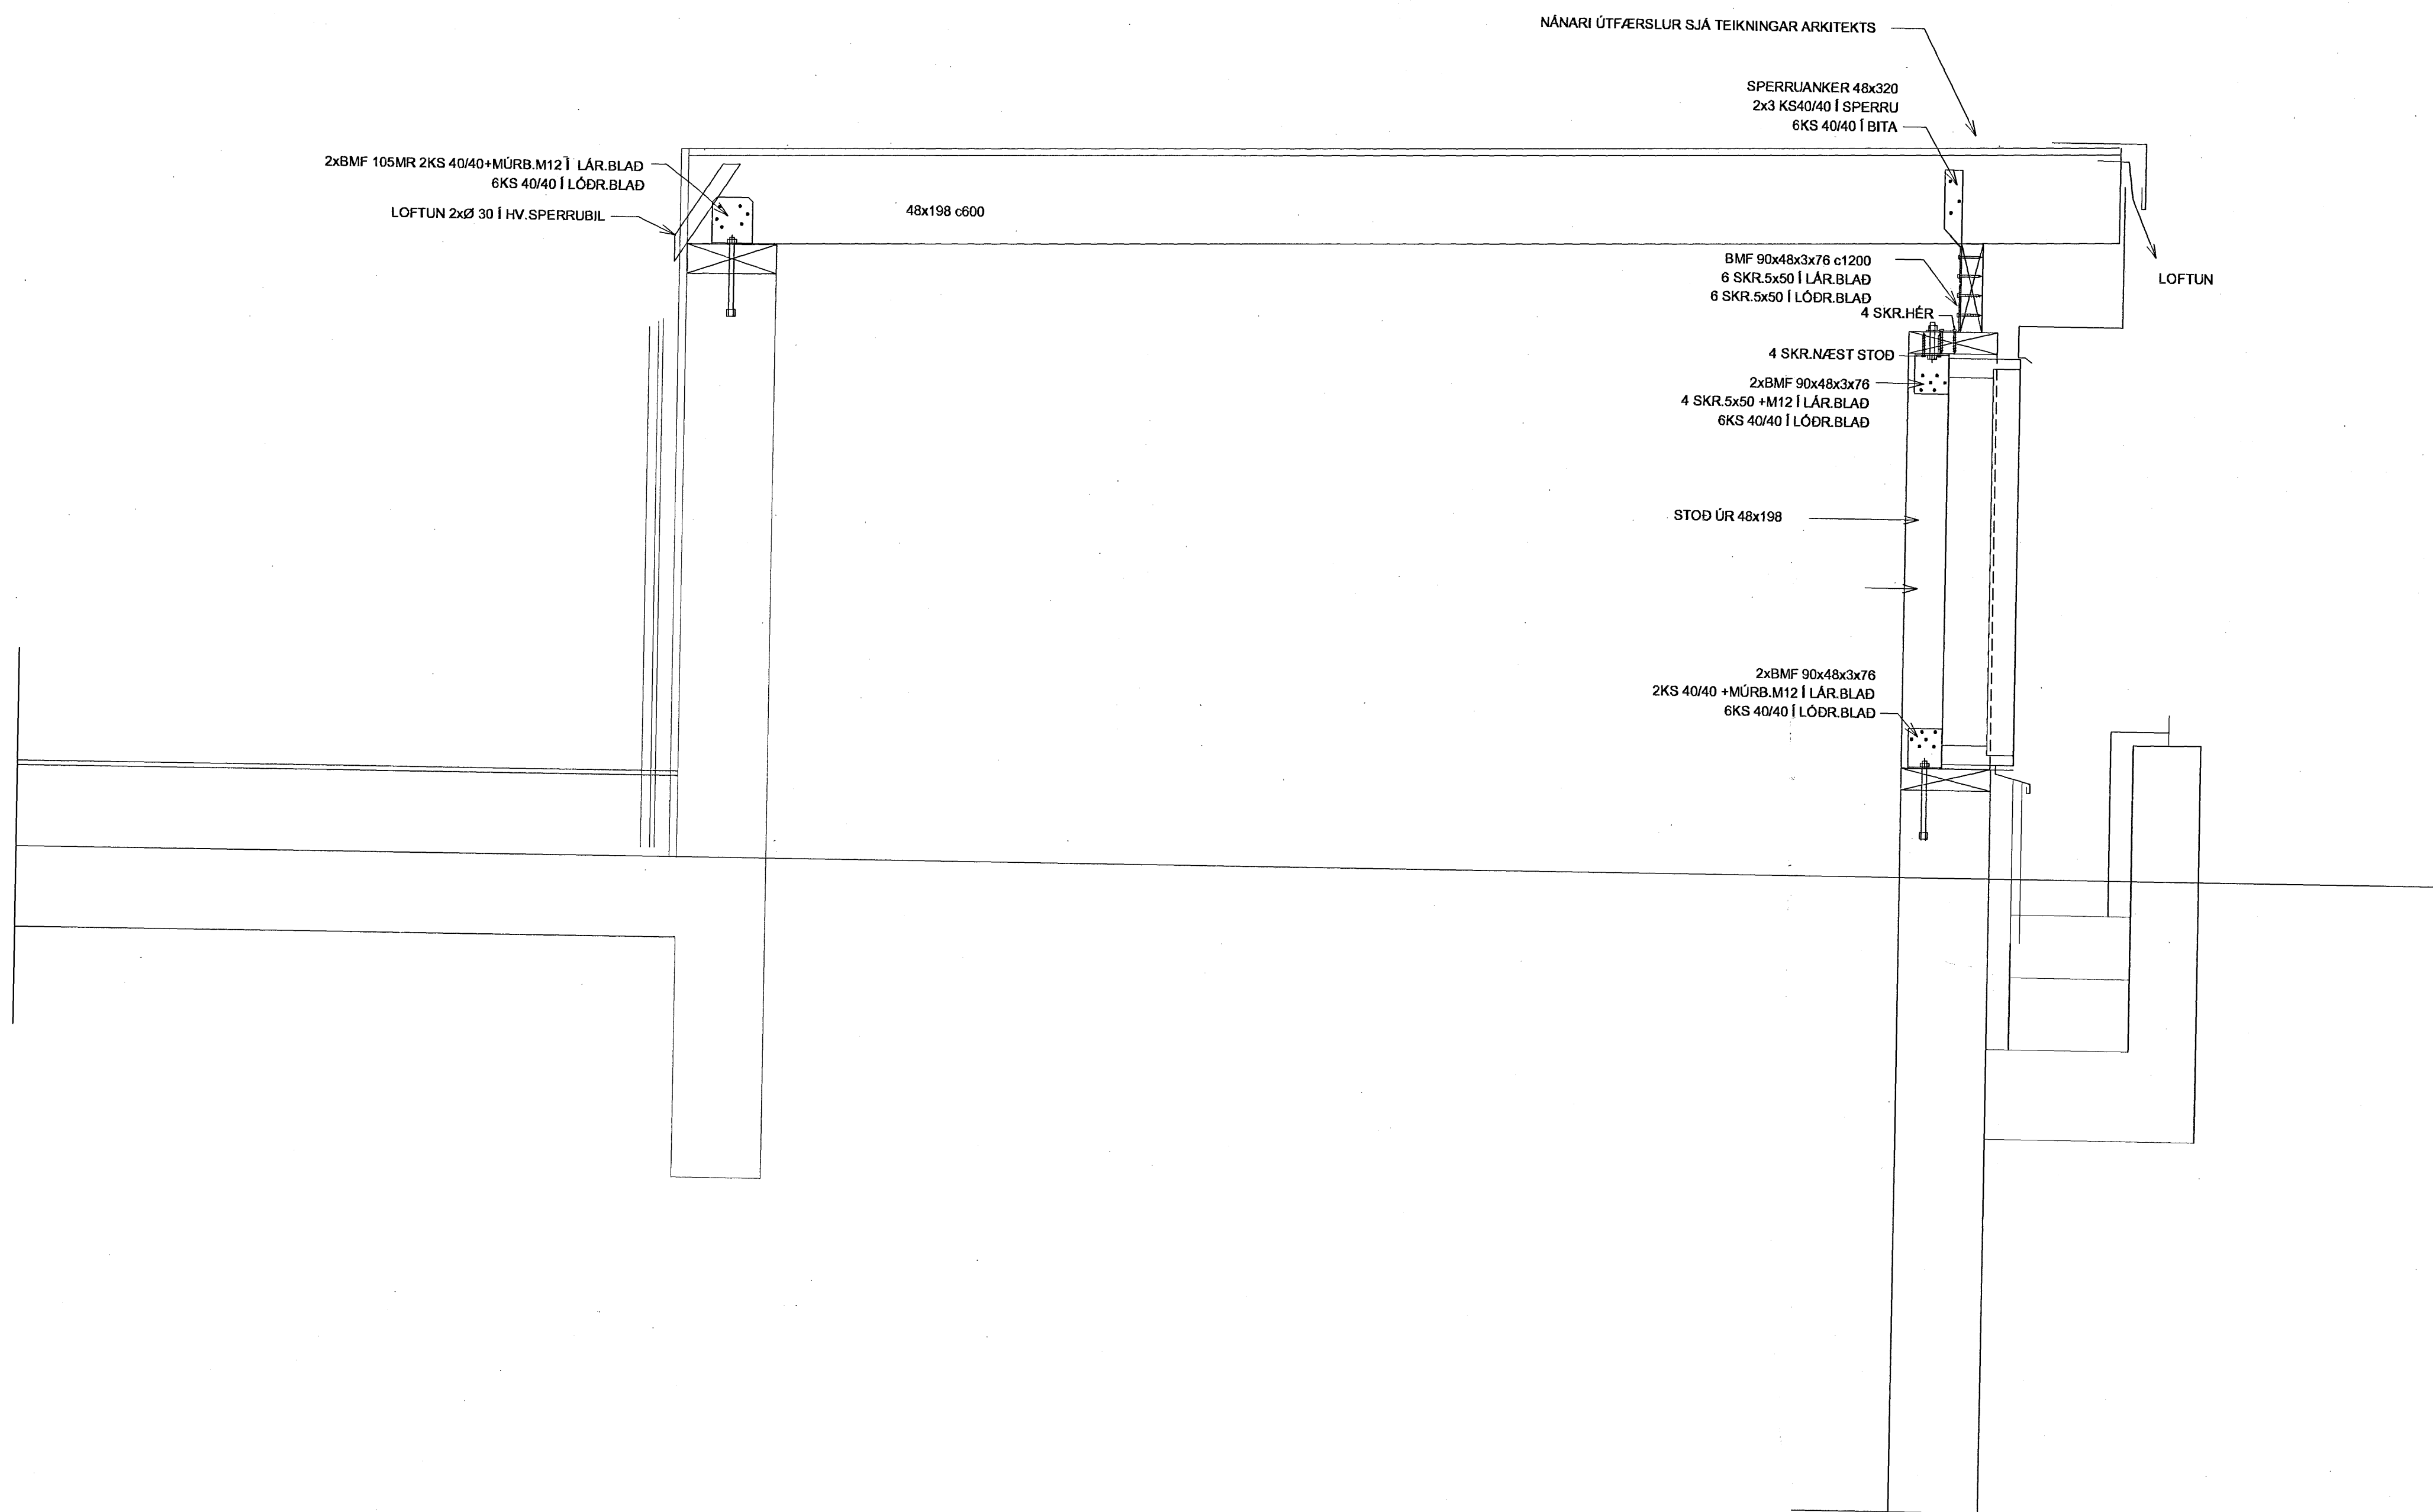 NÁNARI ÚTFÆRSLUR SJÁ TEIKNINGAR ARKITEKTS
SPERRUANKER 48x320
2x3 KS40/40 Í SPERRU
6KS 40/40 Í BITA
2xBMF 105MR 2KS 40/40+MÚRB.M12 Í LÁR.BLAÐ
6KS 40/40 Í LÓÐR.BLAÐ
LOFTUN 2xØ 30 Í HV.SPERRUBIL
48x198 c600
BMF 90x48x3x76 c1200
6 SKR.5x50 Í LÁR.BLAÐ
6 SKR.5x50 Í LÓÐR.BLAÐ
4 SKR.HÉR
LOFTUN
4 SKR.NÆST STOÐ
2xBMF 90x48x3x76
4 SKR.5x50 +M12 Í LÁR.BLAÐ
6KS 40/40 Í LÓÐR.BLAÐ
STOÐ ÚR 48x198
2xBMF 90x48x3x76
2KS 40/40 +MÚRB.M12 Í LÁR.BLAÐ
6KS 40/40 Í LÓÐR.BLAÐ